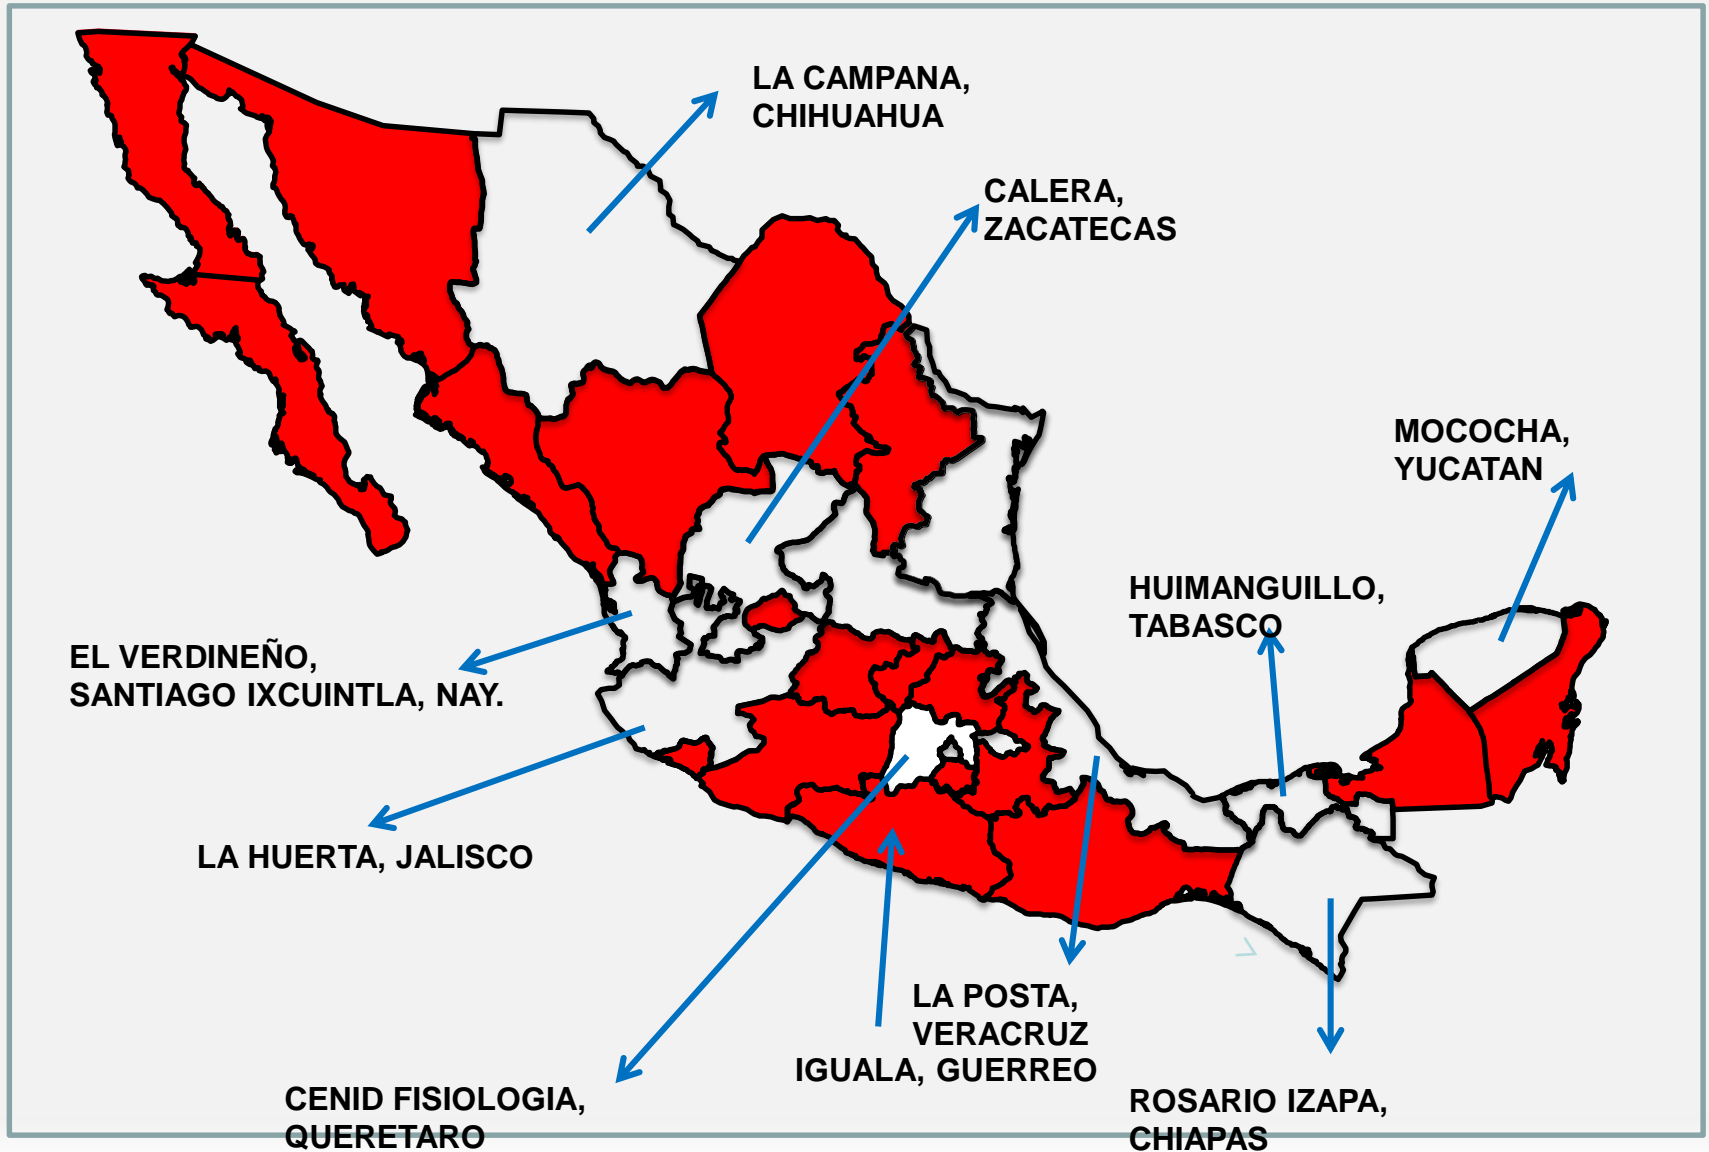 LA CAMPANA,
CHIHUAHUA
CALERA,
ZACATECAS
MOCOCHA,
YUCATAN
HUIMANGUILLO,
TABASCO
EL VERDINEÑO,
SANTIAGO IXCUINTLA, NAY.
LA HUERTA, JALISCO
LA POSTA,
VERACRUZ
IGUALA, GUERREO
CENID FISIOLOGIA,
QUERETARO
ROSARIO IZAPA,
CHIAPAS